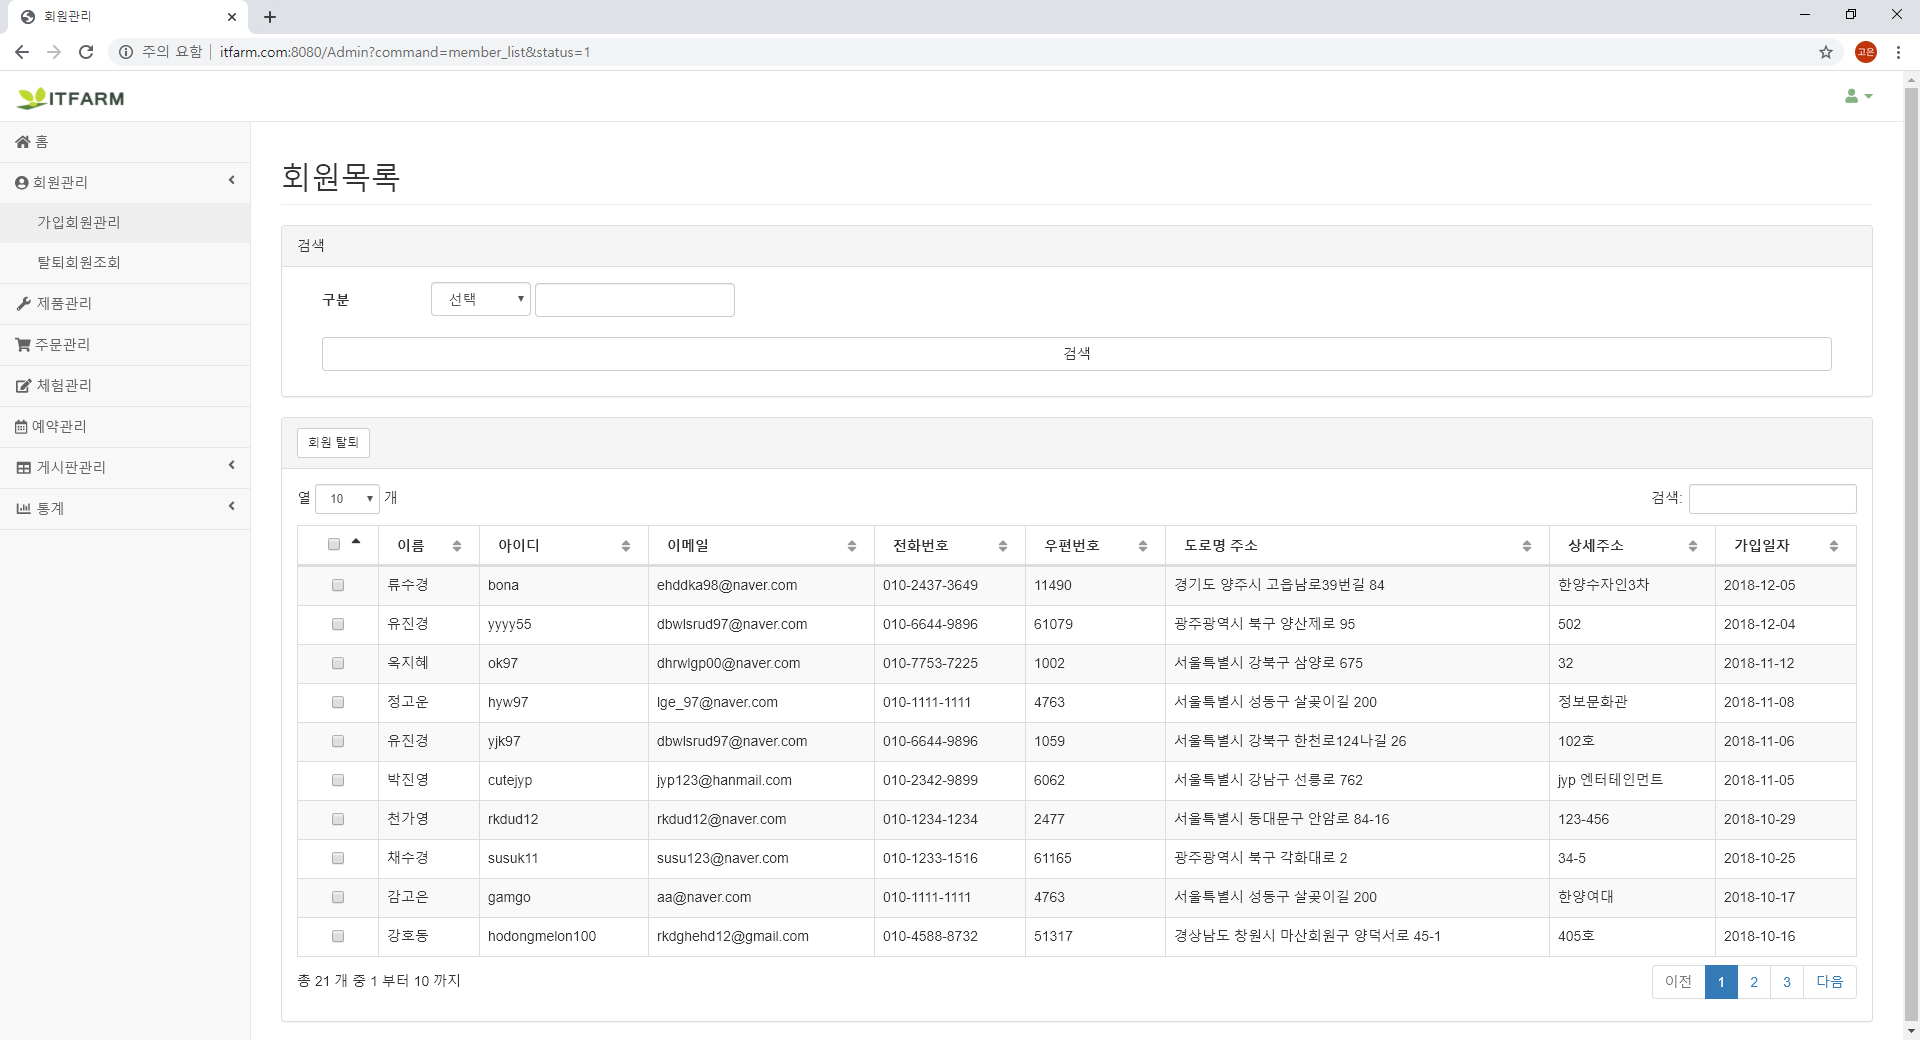 회원관리
주의 요함 | itfarm.com:8080/Admin?command=member_list&status=1
고은
ITFARM
홈
회원관리
가입회원관리
탈퇴회원조회
제품관리
주문관리
체험관리
예약관리
게시판관리
통계
회원목록
검색
구분 선택
검색
회원 탈퇴
열 10 개 검색:
이름 아이디 이메일 전화번호 우편번호 도로명 주소 상세주소 가입일자
류수경 bona ehddka98@naver.com 010-2437-3649 11490 경기도 양주시 고읍남로39번길 84 한양수자인3차 2018-12-05
유진경 yyyy55 dbwlsrud97@naver.com 010-6644-9896 61079 광주광역시 북구 양산제로 95 502 2018-12-04
옥지혜 ok97 dhrwlgp00@naver.com 010-7753-7225 1002 서울특별시 강북구 삼양로 675 32 2018-11-12
정고운 hyw97 lge_97@naver.com 010-1111-1111 4763 서울특별시 성동구 살곶이길 200 정보문화관 2018-11-08
유진경 yjk97 dbwlsrud97@naver.com 010-6644-9896 1059 서울특별시 강북구 한천로124나길 26 102호 2018-11-06
박진영 cutejyp jyp123@hanmail.com 010-2342-9899 6062 서울특별시 강남구 선릉로 762 jyp 엔터테인먼트 2018-11-05
천가영 rkdud12 rkdud12@naver.com 010-1234-1234 2477 서울특별시 동대문구 안암로 84-16 123-456 2018-10-29
채수경 susuk11 susu123@naver.com 010-1233-1516 61165 광주광역시 북구 각화대로 2 34-5 2018-10-25
감고은 gamgo aa@naver.com 010-1111-1111 4763 서울특별시 성동구 살곶이길 200 한양여대 2018-10-17
강호동 hodongmelon100 rkdghehd12@gmail.com 010-4588-8732 51317 경상남도 창원시 마산회원구 양덕서로 45-1 405호 2018-10-16
총 21 개 중 1 부터 10 까지 이전 1 2 3 다음